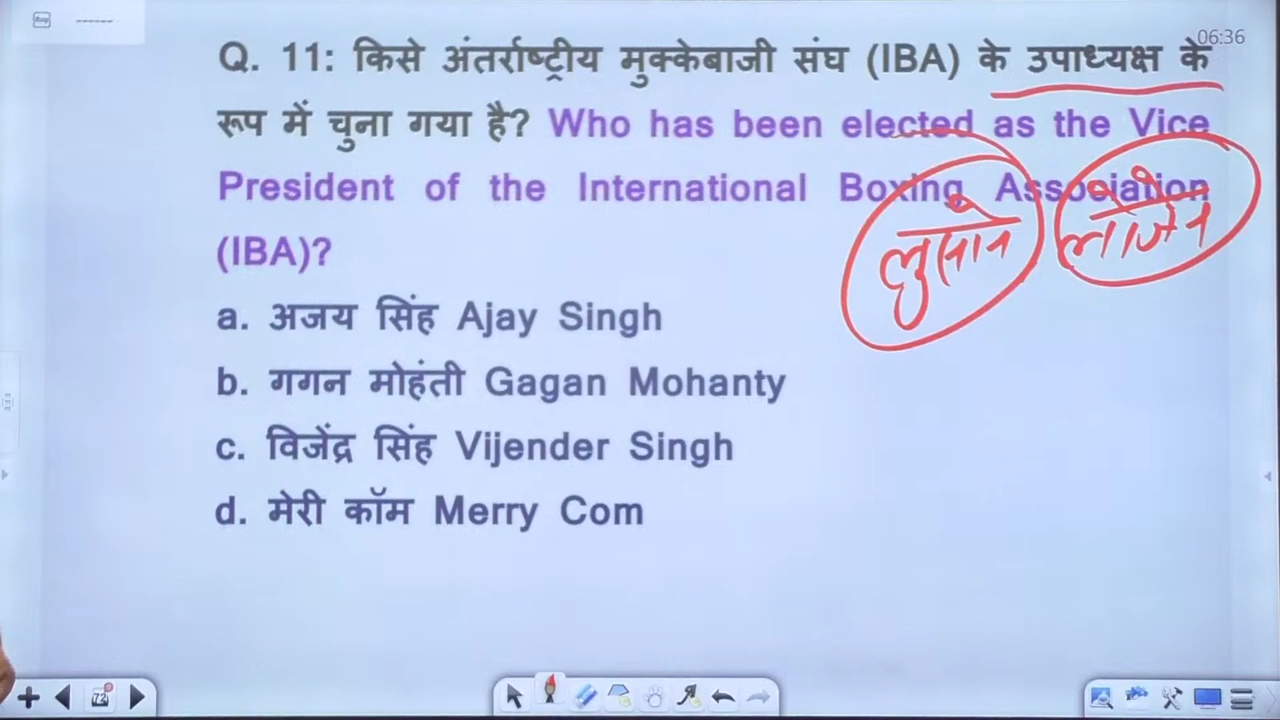 06:36
Q. 11: किसे अंतर्राष्ट्रीय मुक्केबाजी संघ (IBA) के उपाध्यक्ष के
रूप में चुना गया है? Who has been elected as the Vice
President of the International Boxing Association
(IBA)?
लुसाने
लोजेन
a. अजय सिंह Ajay Singh
b. गगन मोहंती Gagan Mohanty
c. विजेंद्र सिंह Vijender Singh
d. मेरी कॉम Merry Com
72